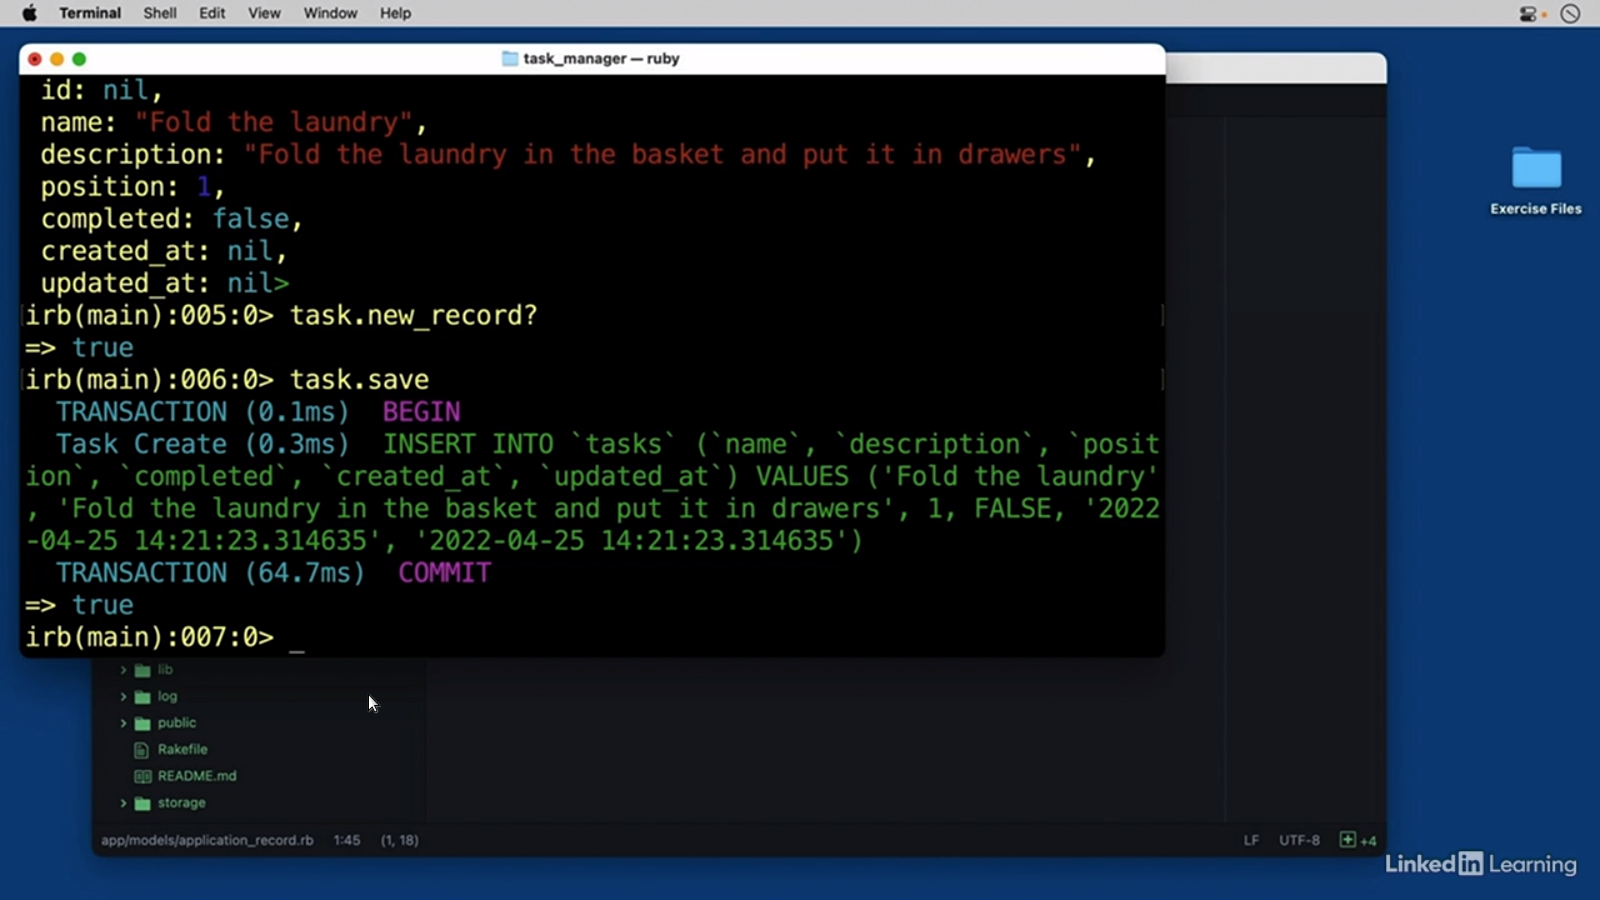 Terminal Shell Edit View Window Help
task_manager — ruby
id: nil,
name: "Fold the laundry",
description: "Fold the laundry in the basket and put it in drawers",
position: 1,
completed: false,
created_at: nil,
updated_at: nil>
irb(main):005:0> task.new_record?
=> true
irb(main):006:0> task.save
TRANSACTION (0.1ms) BEGIN
Task Create (0.3ms) INSERT INTO `tasks` (`name`, `description`, `posit
ion`, `completed`, `created_at`, `updated_at`) VALUES ('Fold the laundry'
, 'Fold the laundry in the basket and put it in drawers', 1, FALSE, '2022
-04-25 14:21:23.314635', '2022-04-25 14:21:23.314635')
TRANSACTION (64.7ms) COMMIT
=> true
irb(main):007:0> _
Exercise Files
lib
log
public
Rakefile
README.md
storage
app/models/application_record.rb 1:45 (1, 18) LF UTF-8 +4
LinkedIn Learning